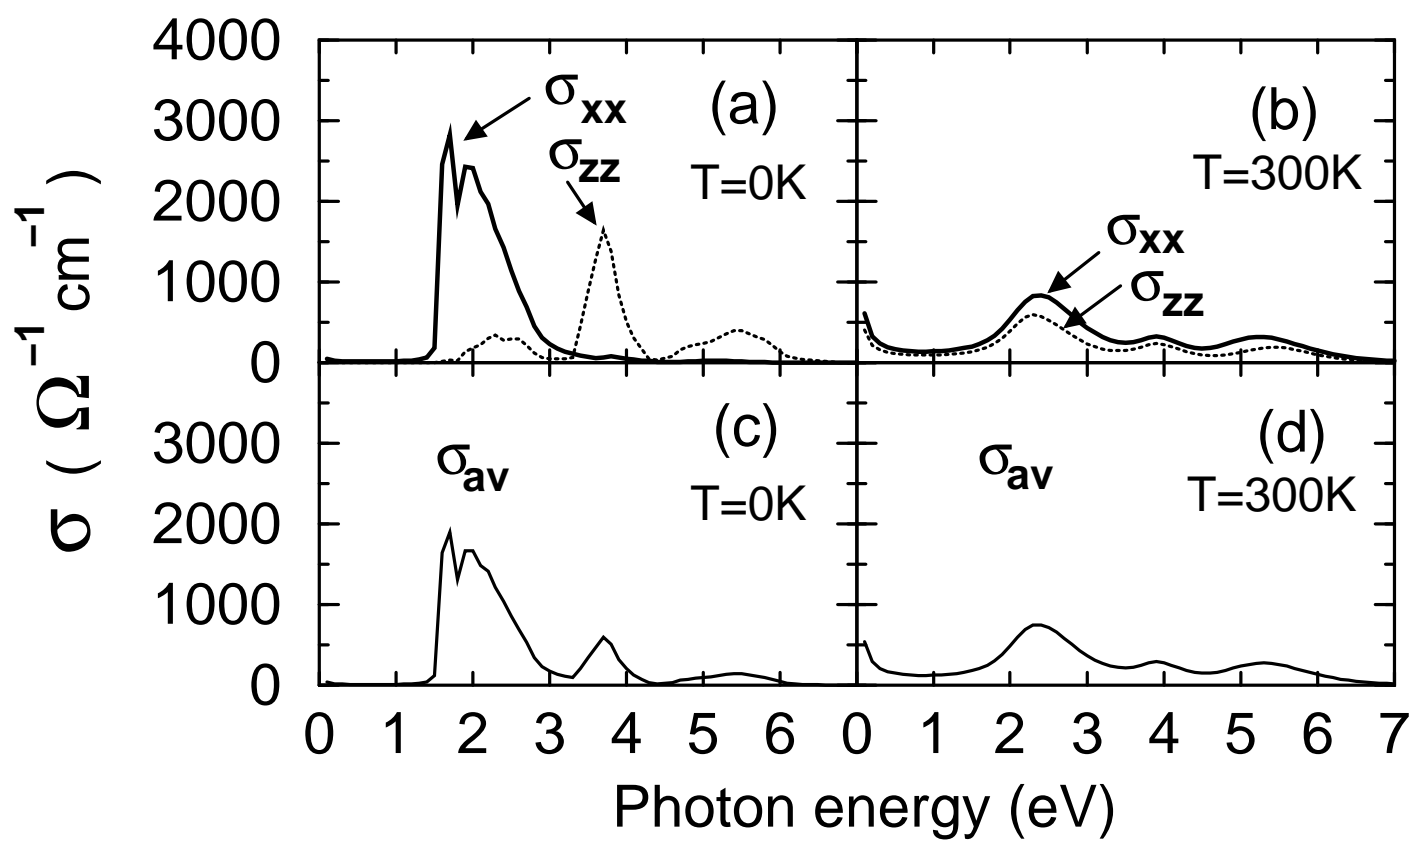 4000
3000
2000
1000
0
σxx
σzz
(a)
T=0K
(b)
T=300K
σxx
σzz
3000
2000
1000
0
σav
(c)
T=0K
σav
(d)
T=300K
0 1 2 3 4 5 6 0 1 2 3 4 5 6 7
Photon energy (eV)
σ ( Ω⁻¹ cm⁻¹ )